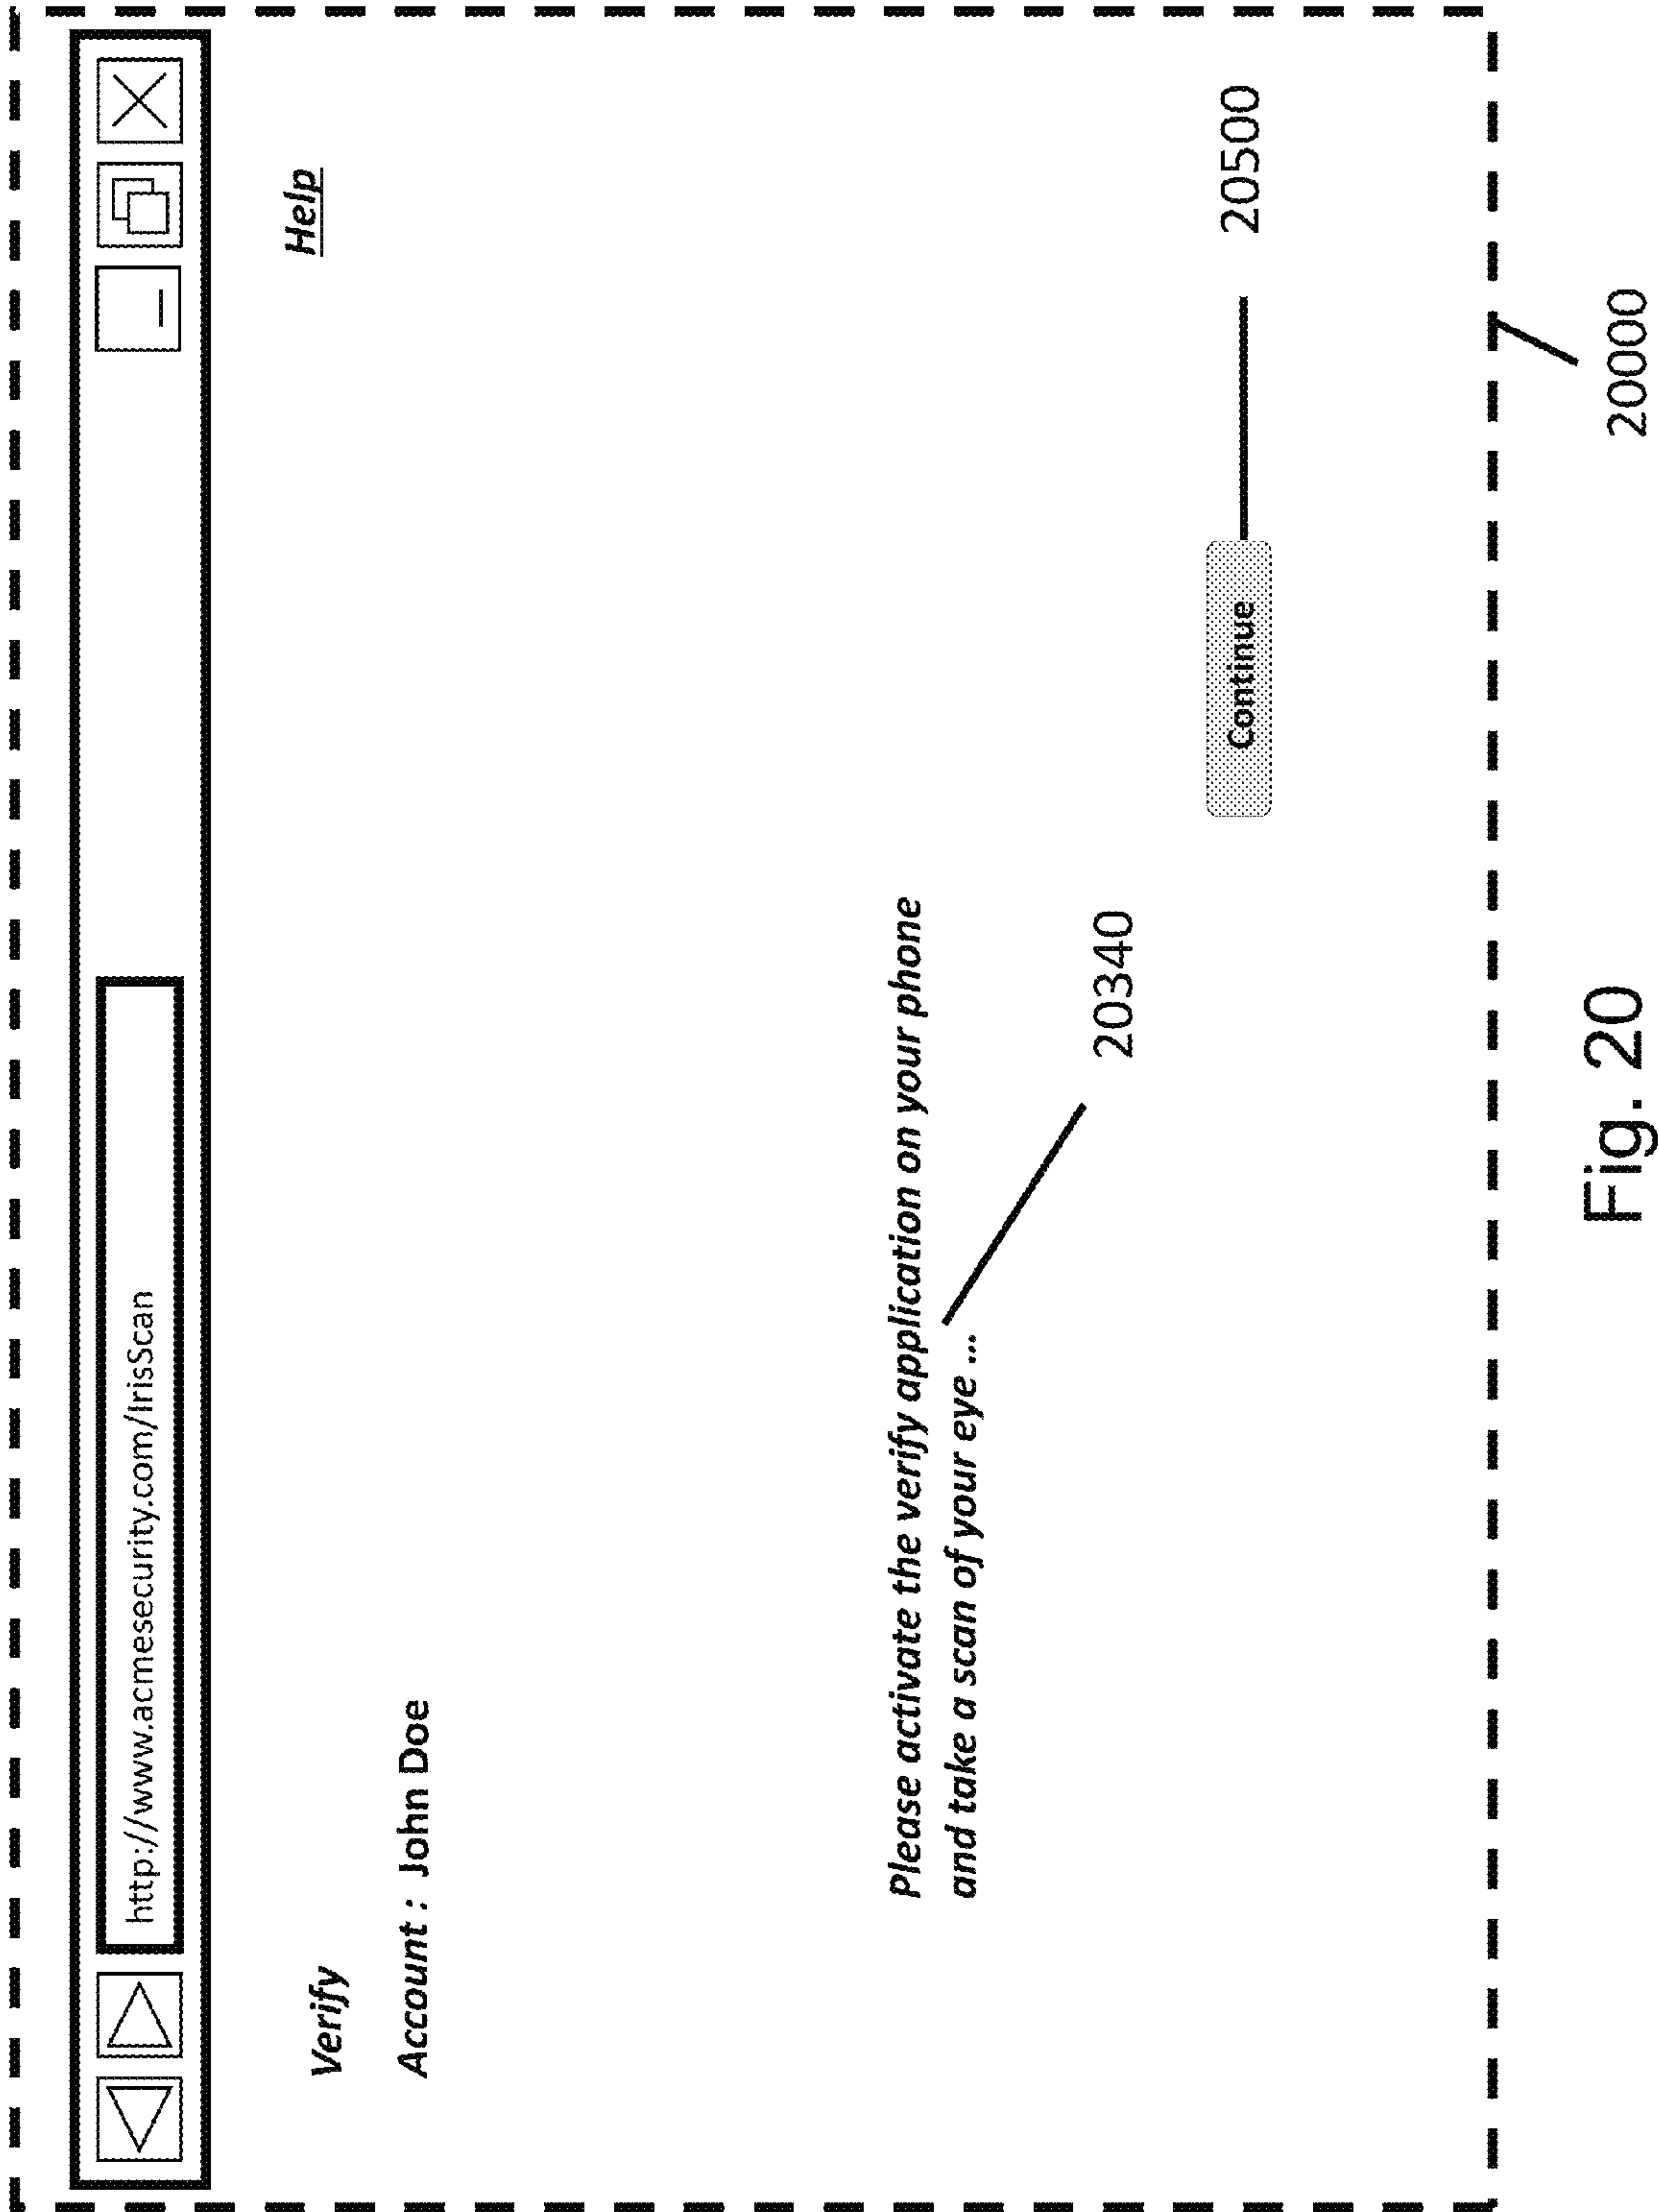 http://www.acmesecurity.com/IrisScan
Help
Verify
Account : John Doe
Please activate the verify application on your phone
and take a scan of your eye ...
20340
Continue
20500
20000
Fig. 20